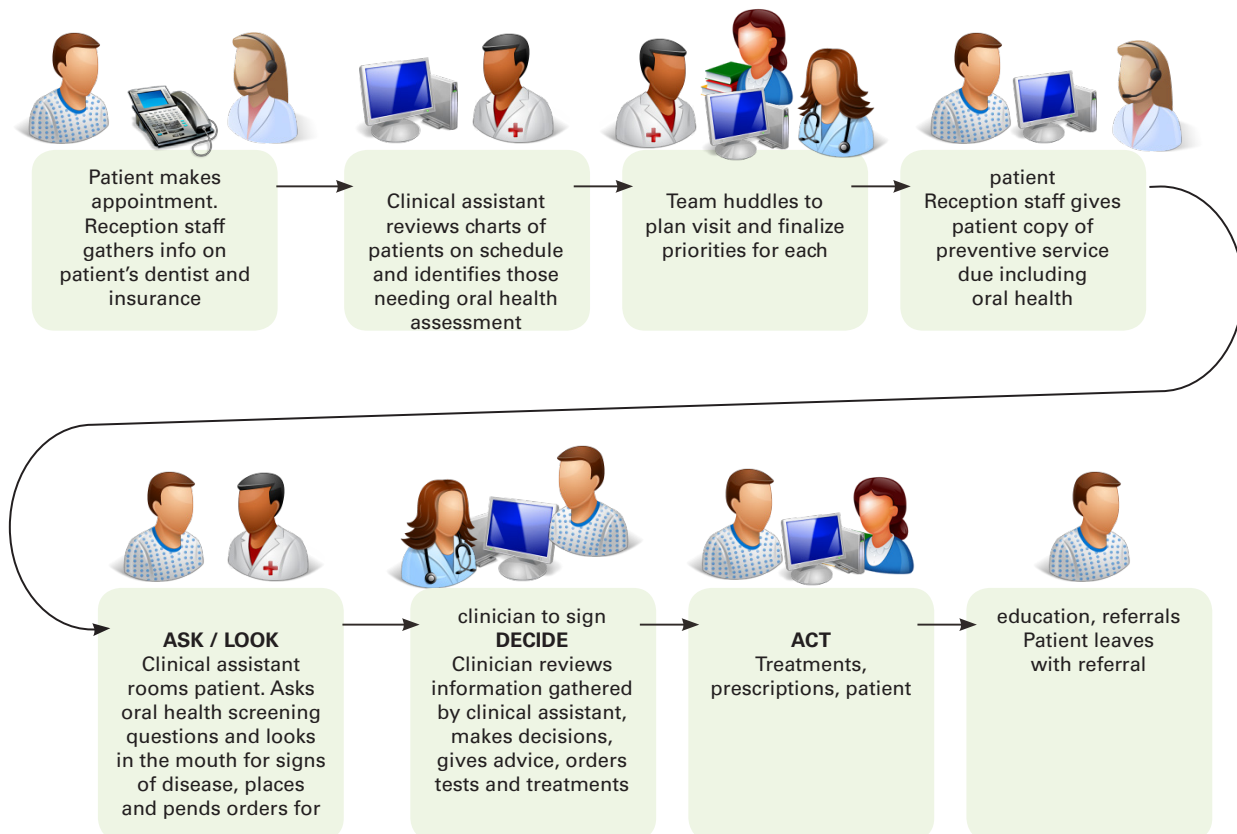 Patient makes
appointment.
Reception staff
gathers info on
patient's dentist and
insurance
Clinical assistant
reviews charts of
patients on schedule
and identifies those
needing oral health
assessment
Team huddles to
plan visit and finalize
priorities for each
patient
Reception staff gives
patient copy of
preventive service
due including
oral health
ASK / LOOK
Clinical assistant
rooms patient. Asks
oral health screening
questions and looks
in the mouth for signs
of disease, places
and pends orders for
clinician to sign
DECIDE
Clinician reviews
information gathered
by clinical assistant,
makes decisions,
gives advice, orders
tests and treatments
ACT
Treatments,
prescriptions, patient
education, referrals
Patient leaves
with referral